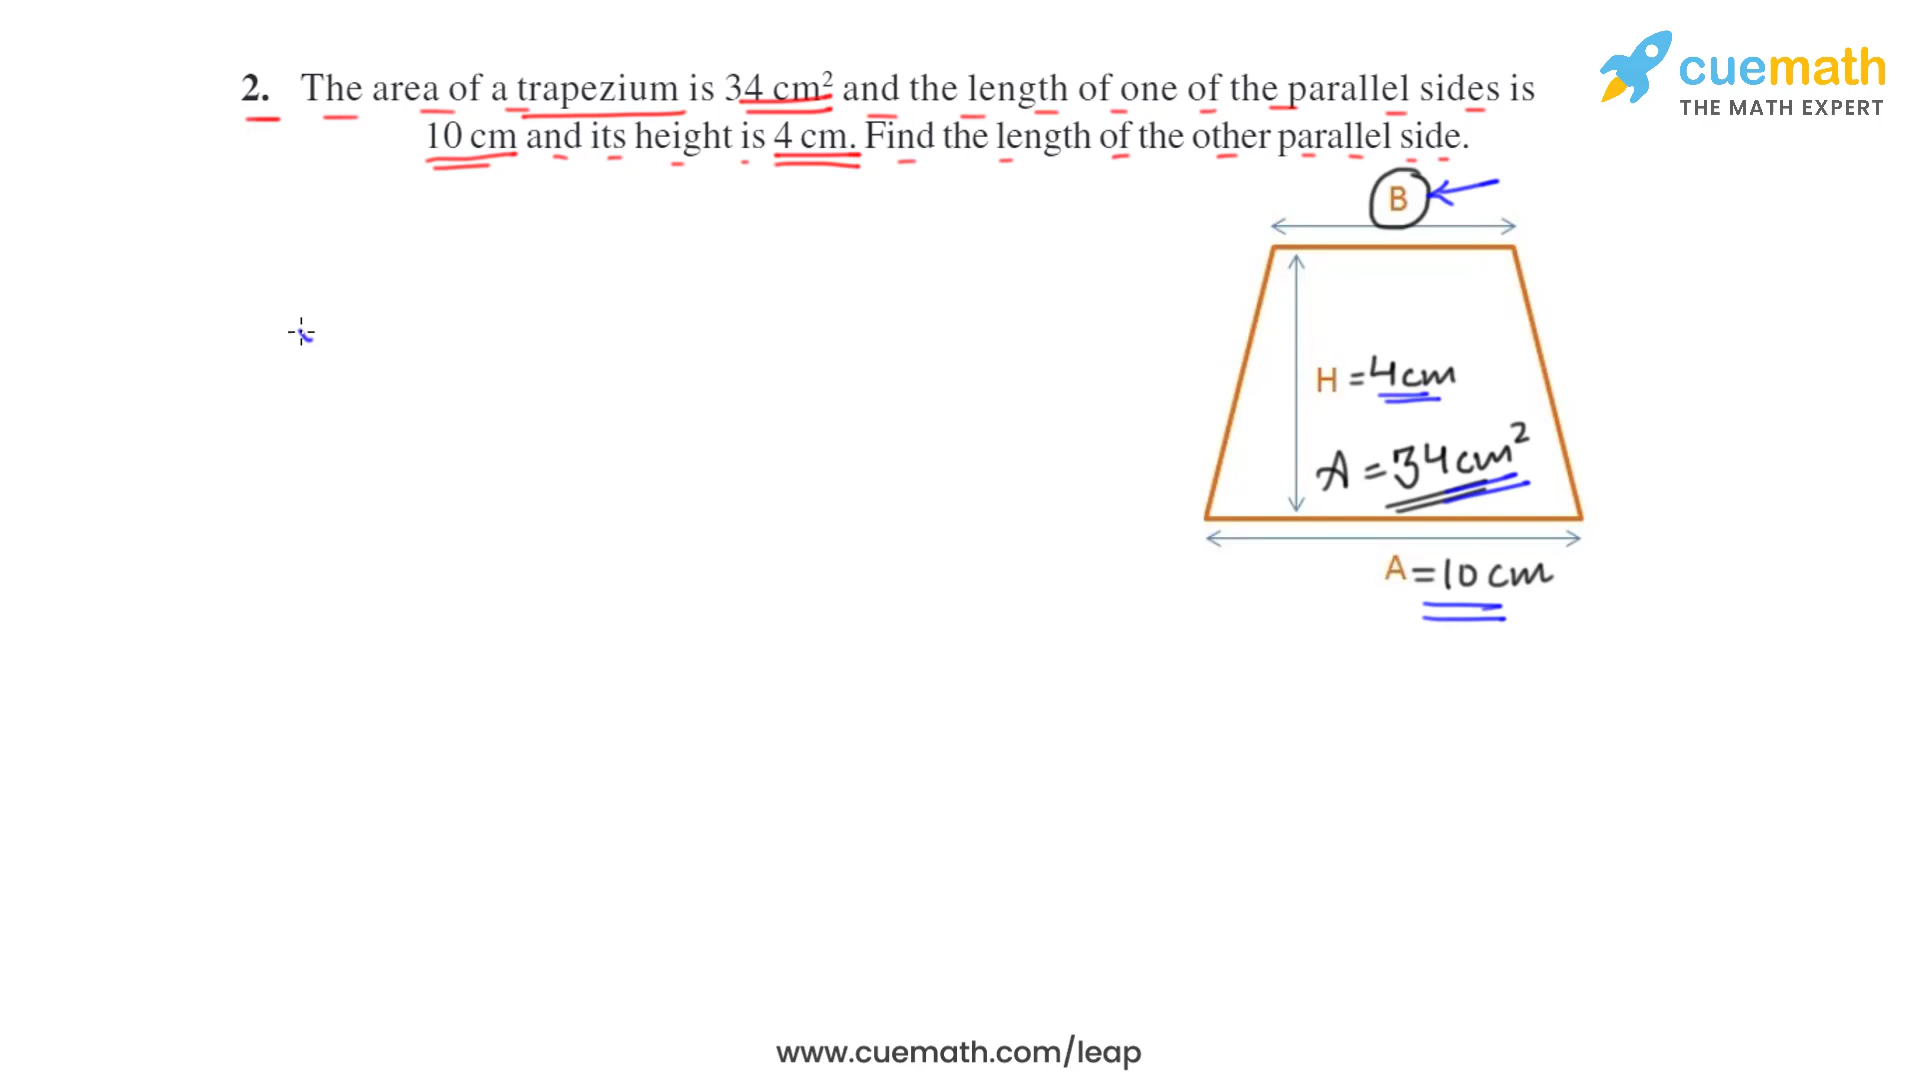 cuemath
THE MATH EXPERT
2. The area of a trapezium is 34 cm² and the length of one of the parallel sides is
10 cm and its height is 4 cm. Find the length of the other parallel side.
B
H = 4cm
A = 34cm²
A = 10 cm
www.cuemath.com/leap